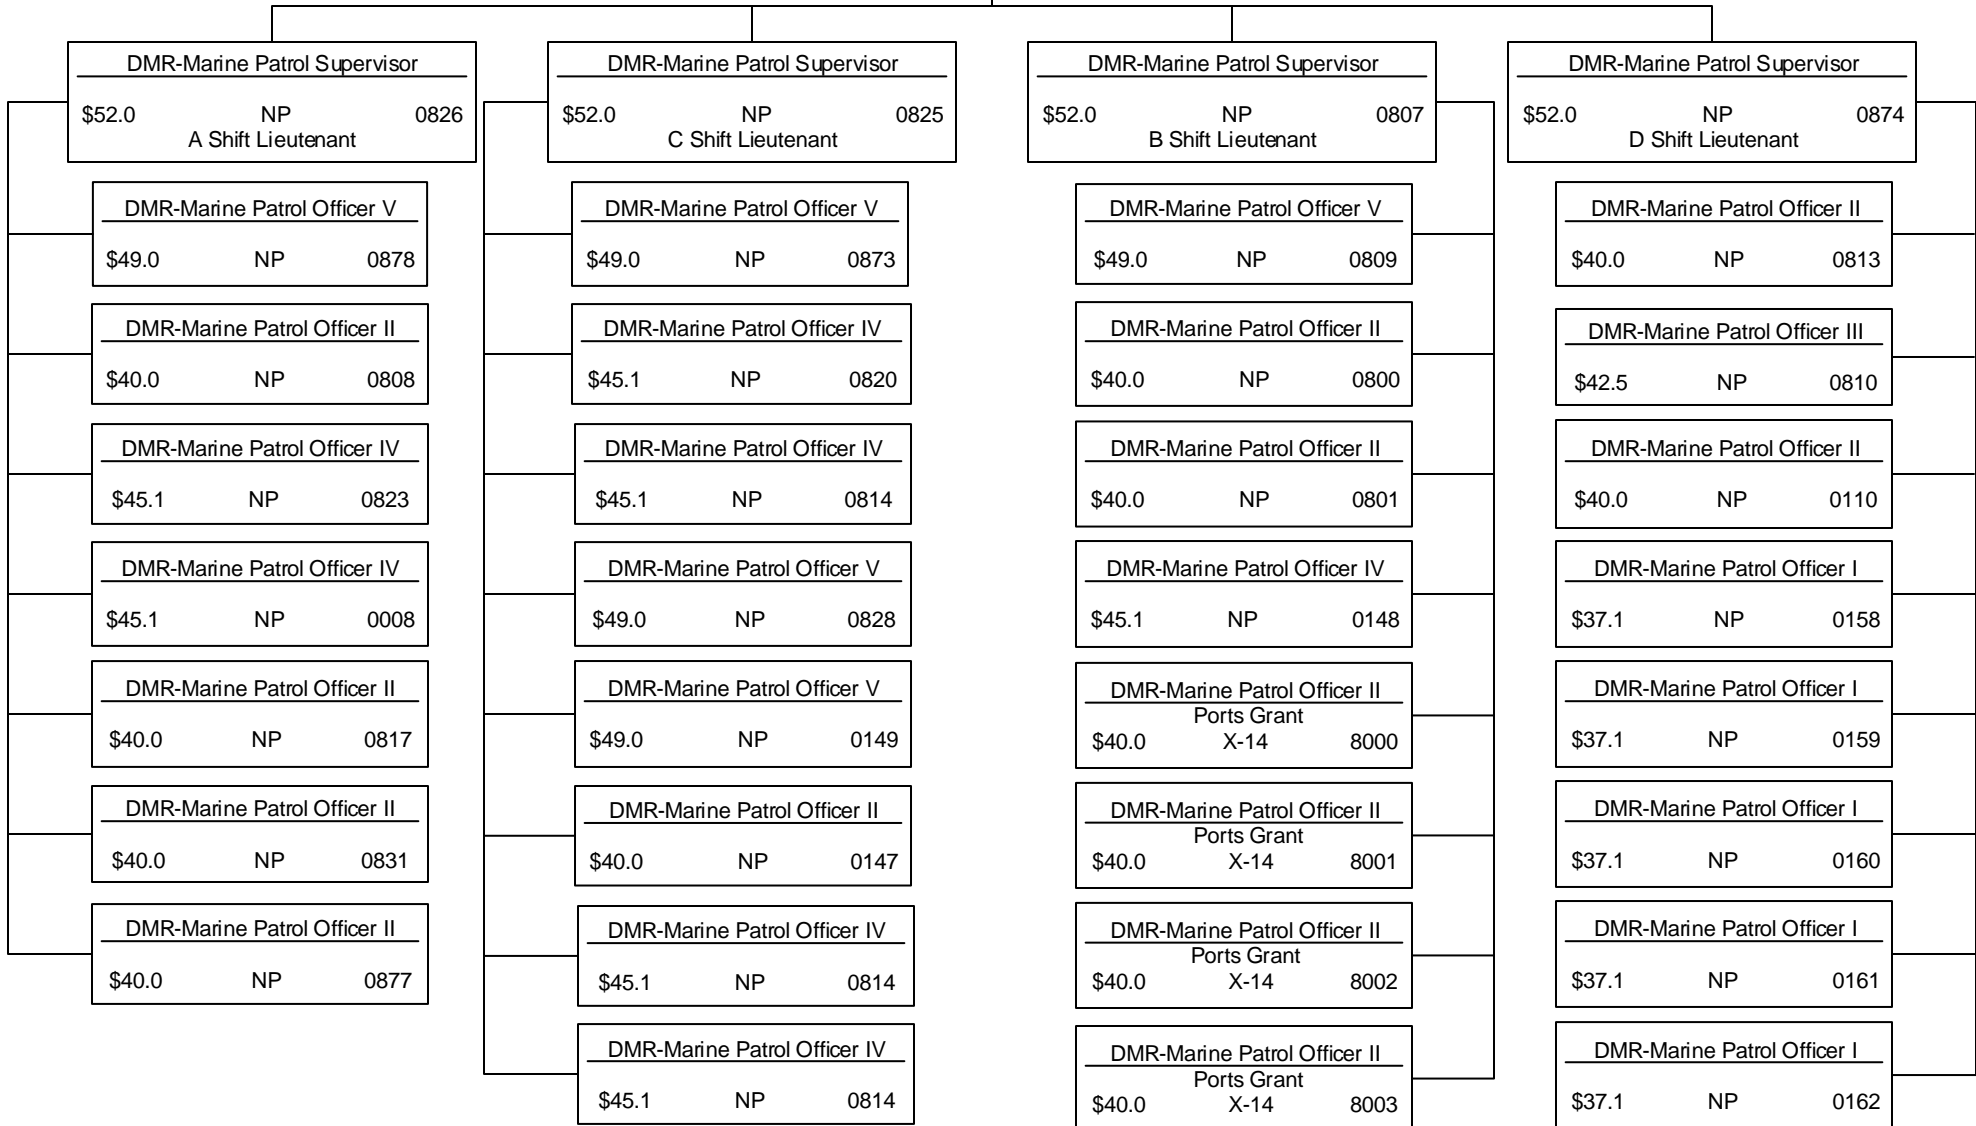 DMR-Marine Patrol Supervisor
$52.0 NP 0826
A Shift Lieutenant
DMR-Marine Patrol Officer V
$49.0 NP 0878
DMR-Marine Patrol Officer II
$40.0 NP 0808
DMR-Marine Patrol Officer IV
$45.1 NP 0823
DMR-Marine Patrol Officer IV
$45.1 NP 0008
DMR-Marine Patrol Officer II
$40.0 NP 0817
DMR-Marine Patrol Officer II
$40.0 NP 0831
DMR-Marine Patrol Officer II
$40.0 NP 0877
DMR-Marine Patrol Supervisor
$52.0 NP 0825
C Shift Lieutenant
DMR-Marine Patrol Officer V
$49.0 NP 0873
DMR-Marine Patrol Officer IV
$45.1 NP 0820
DMR-Marine Patrol Officer IV
$45.1 NP 0814
DMR-Marine Patrol Officer V
$49.0 NP 0828
DMR-Marine Patrol Officer V
$49.0 NP 0149
DMR-Marine Patrol Officer II
$40.0 NP 0147
DMR-Marine Patrol Officer IV
$45.1 NP 0814
DMR-Marine Patrol Officer IV
$45.1 NP 0814
DMR-Marine Patrol Supervisor
$52.0 NP 0807
B Shift Lieutenant
DMR-Marine Patrol Officer V
$49.0 NP 0809
DMR-Marine Patrol Officer II
$40.0 NP 0800
DMR-Marine Patrol Officer II
$40.0 NP 0801
DMR-Marine Patrol Officer IV
$45.1 NP 0148
DMR-Marine Patrol Officer II
Ports Grant
$40.0 X-14 8000
DMR-Marine Patrol Officer II
Ports Grant
$40.0 X-14 8001
DMR-Marine Patrol Officer II
Ports Grant
$40.0 X-14 8002
DMR-Marine Patrol Officer II
Ports Grant
$40.0 X-14 8003
DMR-Marine Patrol Supervisor
$52.0 NP 0874
D Shift Lieutenant
DMR-Marine Patrol Officer II
$40.0 NP 0813
DMR-Marine Patrol Officer III
$42.5 NP 0810
DMR-Marine Patrol Officer II
$40.0 NP 0110
DMR-Marine Patrol Officer I
$37.1 NP 0158
DMR-Marine Patrol Officer I
$37.1 NP 0159
DMR-Marine Patrol Officer I
$37.1 NP 0160
DMR-Marine Patrol Officer I
$37.1 NP 0161
DMR-Marine Patrol Officer I
$37.1 NP 0162